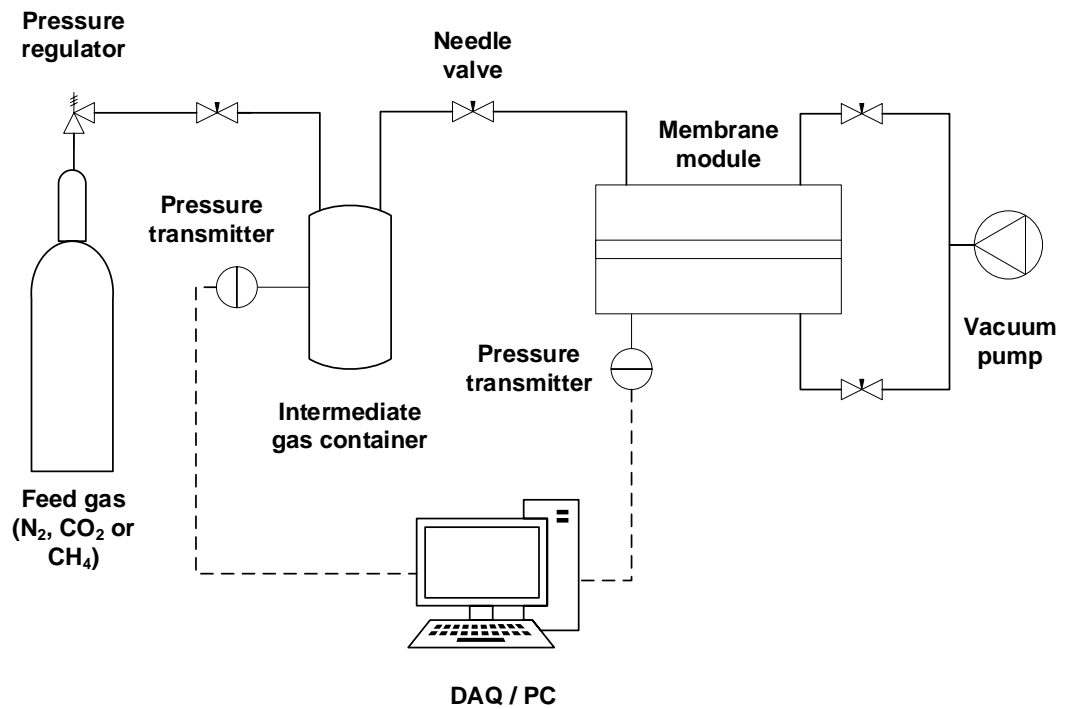 Pressure
regulator
Needle
valve
Membrane
module
Pressure
transmitter
Vacuum
pump
Pressure
transmitter
Intermediate
gas container
Feed gas
(N₂, CO₂ or
CH₄)
DAQ / PC